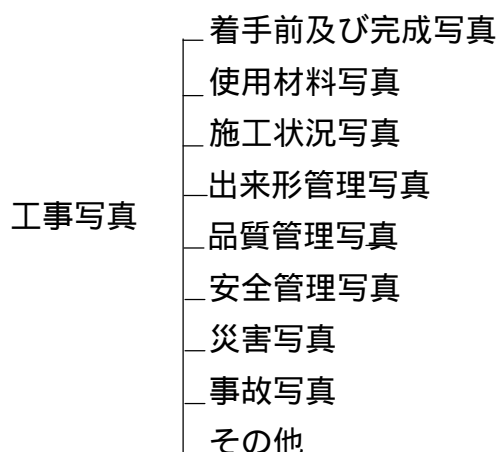 着手前及び完成写真
使用材料写真
施工状況写真
出来形管理写真
工事写真
品質管理写真
安全管理写真
災害写真
事故写真
その他